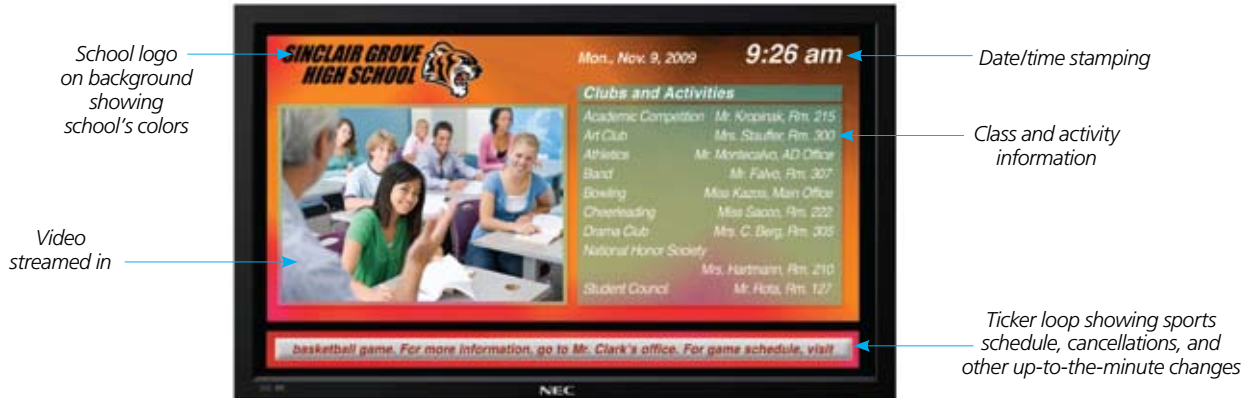 School logo
on background
showing
school's colors
Video
streamed in
SINCLAIR GROVE
HIGH SCHOOL
Mon., Nov. 9, 2009 9:26 am
Clubs and Activities
Academic Competition Mr. Kropinak, Rm. 215
Art Club Mrs. Stauffer, Rm. 300
Athletics Mr. Montecalvo, AD Office
Band Mr. Falvo, Rm. 307
Bowling Miss Kazos, Main Office
Cheerleading Miss Sacco, Rm. 222
Drama Club Mrs. C. Berg, Rm. 305
National Honor Society
Mrs. Hartmann, Rm. 210
Student Council Mr. Rota, Rm. 127
basketball game. For more information, go to Mr. Clark's office. For game schedule, visit
NEC
Date/time stamping
Class and activity
information
Ticker loop showing sports
schedule, cancellations, and
other up-to-the-minute changes